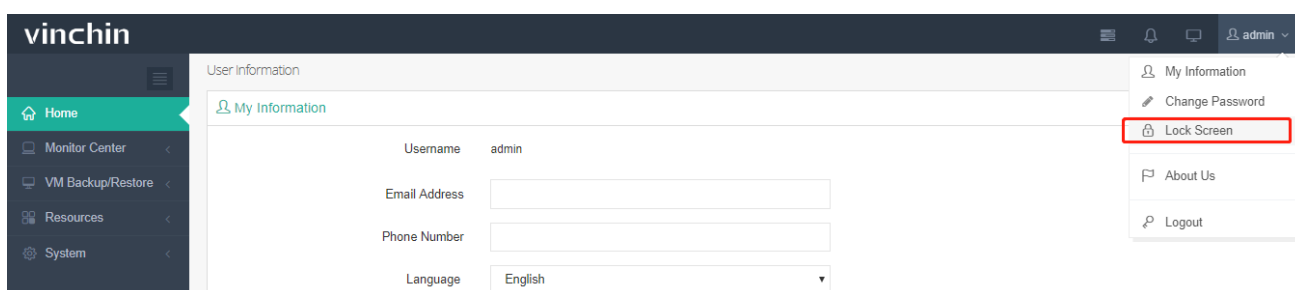 vinchin
admin
User Information
My Information
Change Password
Lock Screen
About Us
Logout
Home
Monitor Center
VM Backup/Restore
Resources
System
My Information
Username admin
Email Address
Phone Number
Language English